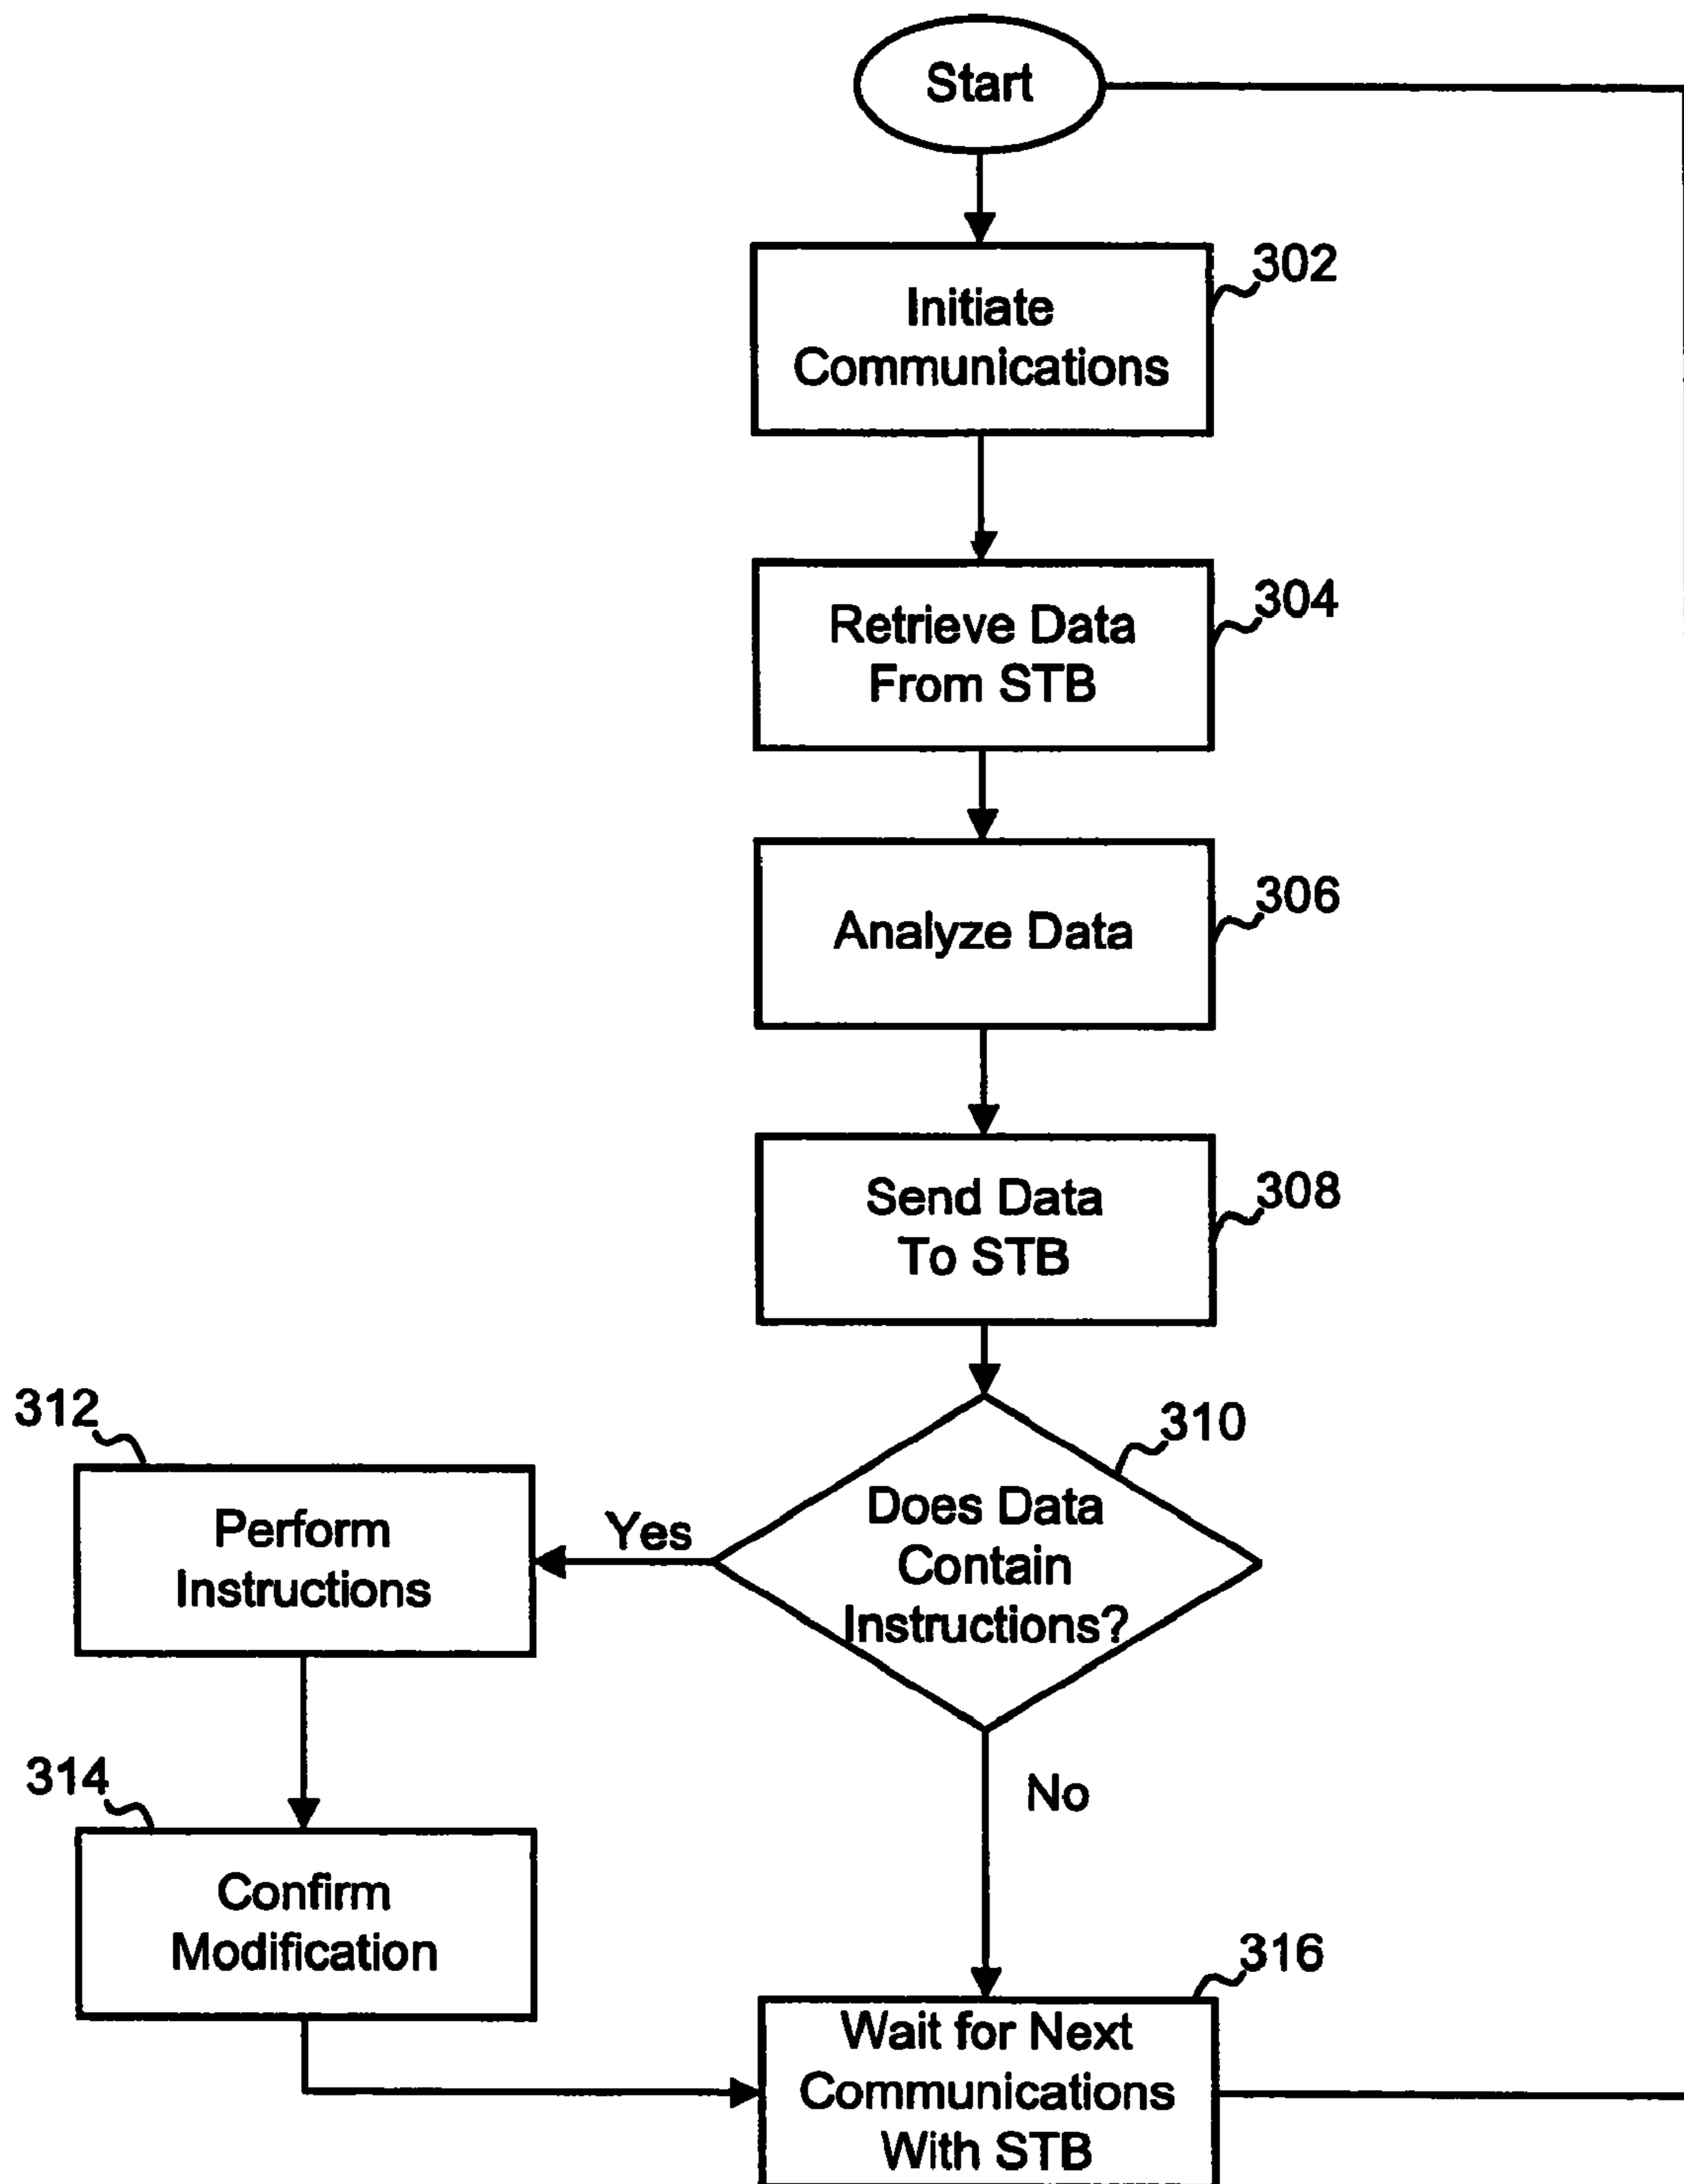 Start
302
Initiate
Communications
304
Retrieve Data
From STB
306
Analyze Data
308
Send Data
To STB
310
Does Data
Contain
Instructions?
Yes
312
Perform
Instructions
314
Confirm
Modification
No
316
Wait for Next
Communications
With STB